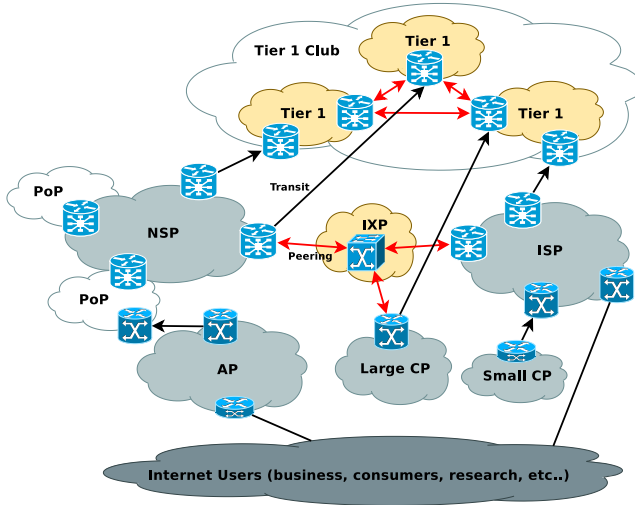 Tier 1
Tier 1 Club
Tier 1
Tier 1
PoP
Transit
NSP
IXP
ISP
Peering
PoP
AP
Large CP
Small CP
Internet Users (business, consumers, research, etc..)